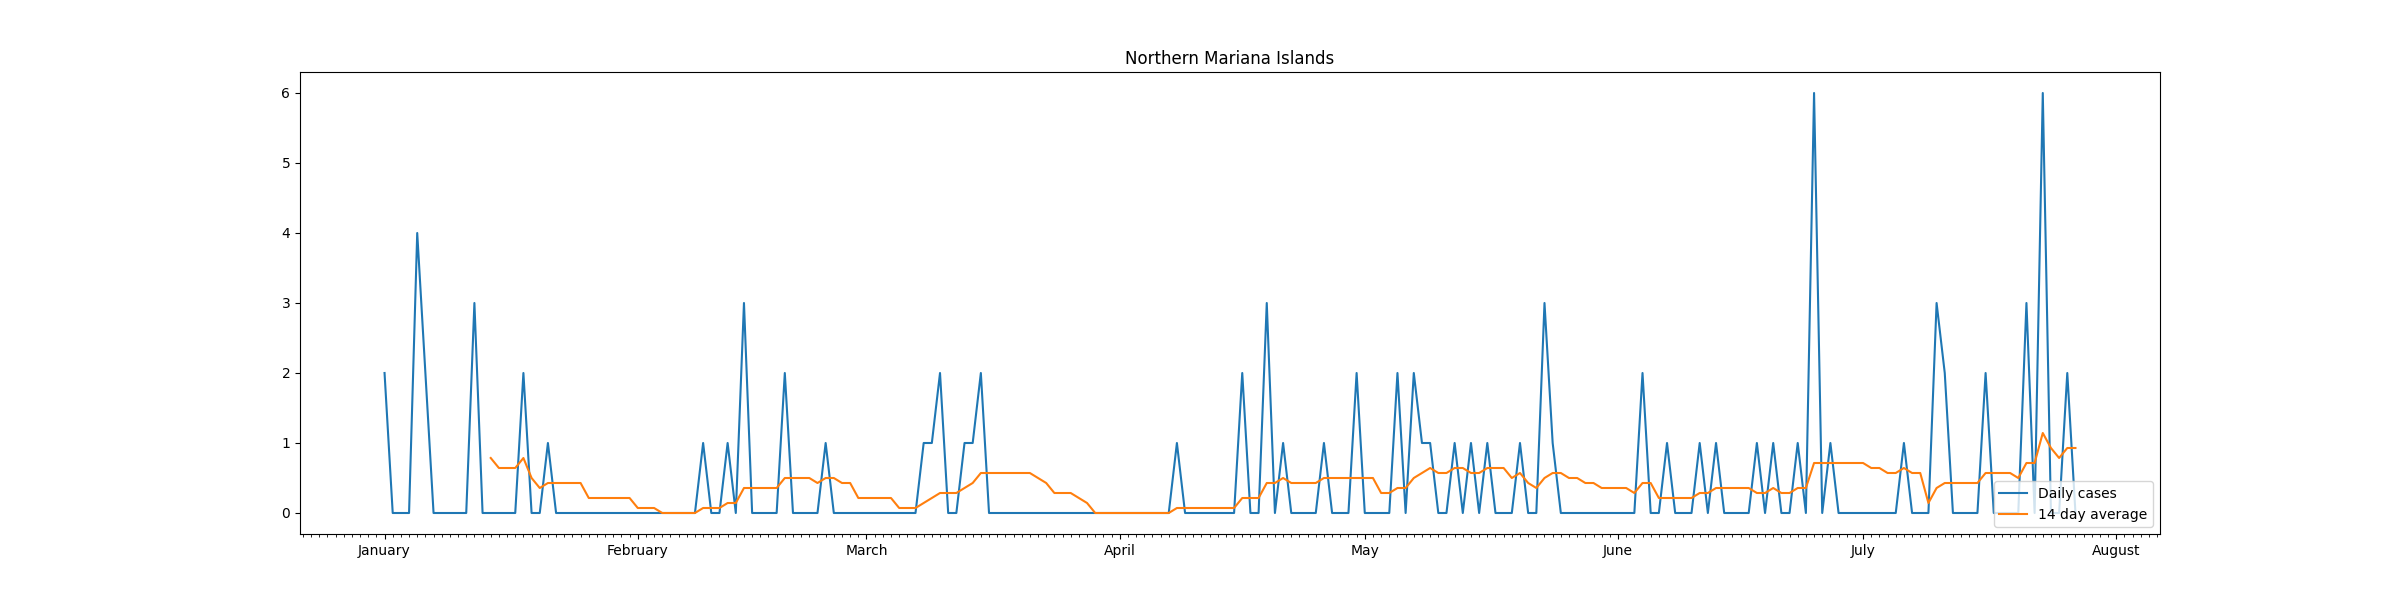 Northern Mariana Islands
6
5
4
3
2
1
0
January February March April May June July August
Daily cases
14 day average